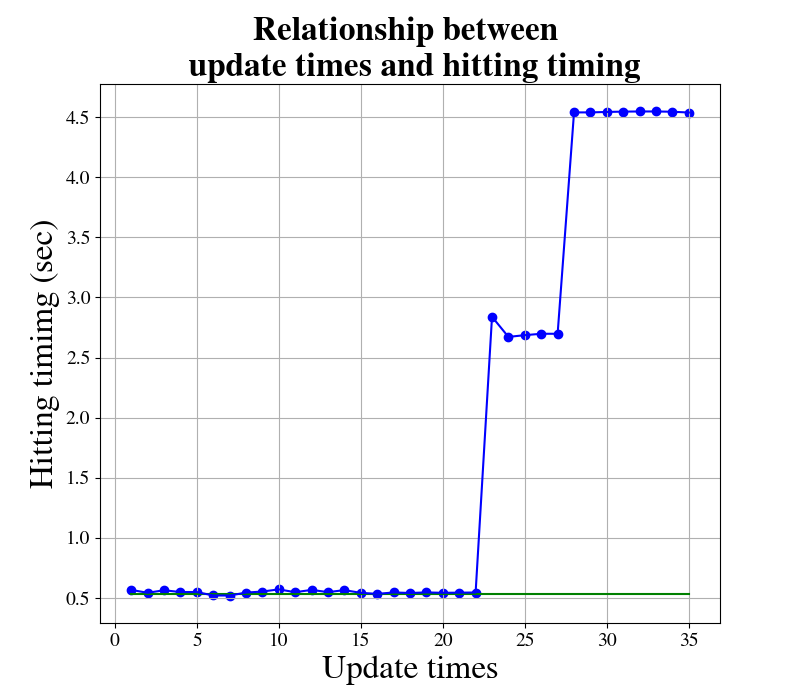 Relationship between
update times and hitting timing
Hitting timimg (sec)
4.5
4.0
3.5
3.0
2.5
2.0
1.5
1.0
0.5
0 5 10 15 20 25 30 35
Update times